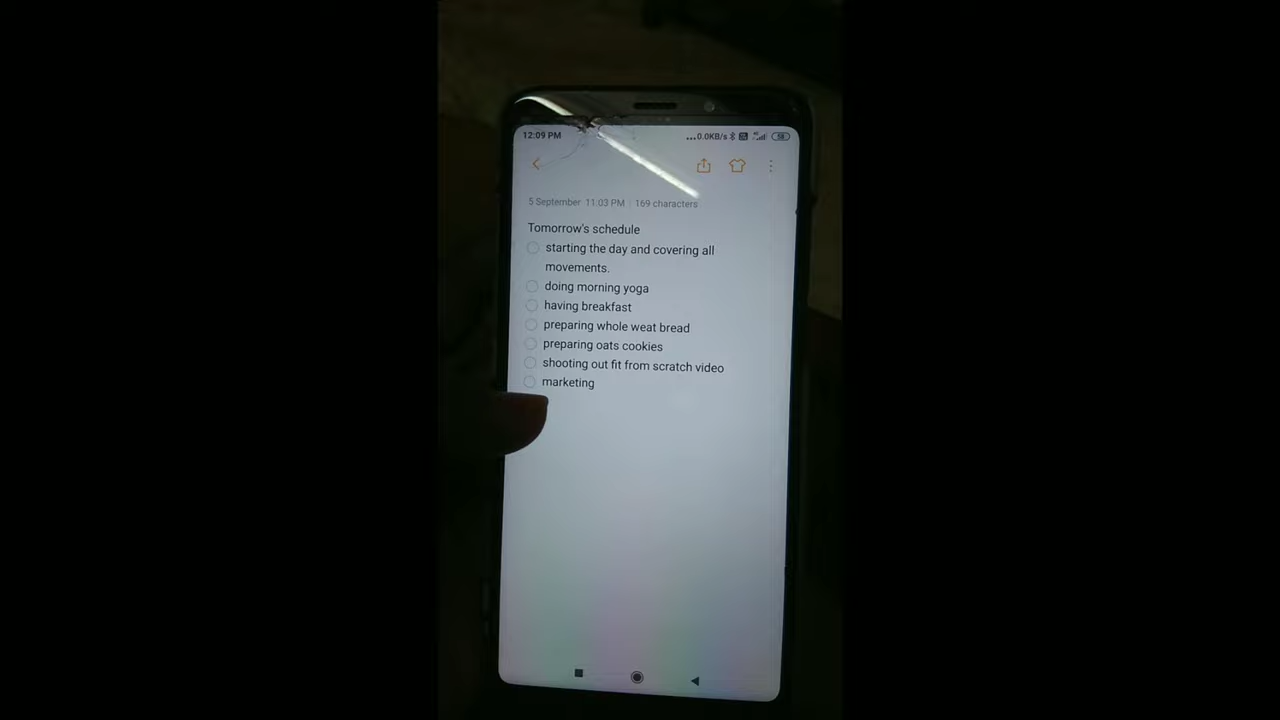 12:09 PM ...0.0KB/s 58
5 September 11:03 PM | 169 characters
Tomorrow's schedule
starting the day and covering all
movements.
doing morning yoga
having breakfast
preparing whole weat bread
preparing oats cookies
shooting out fit from scratch video
marketing